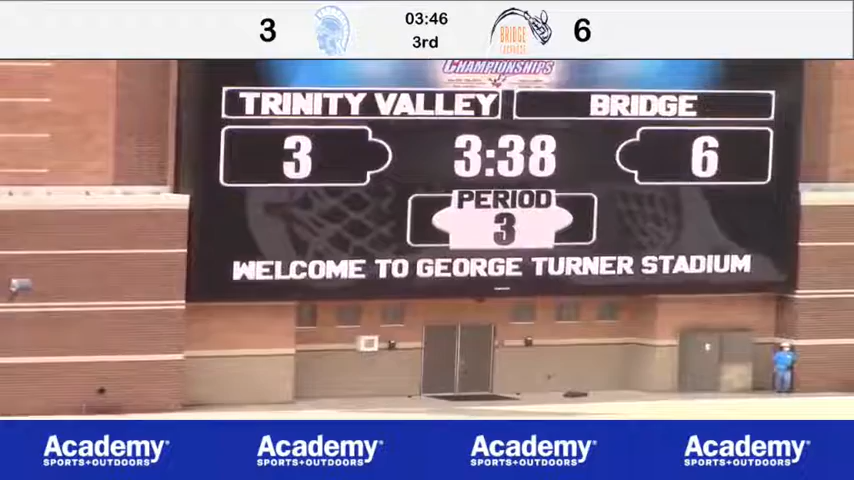 3 03:46 6
3rd
BRIDGE
LACROSSE
CHAMPIONSHIPS
TRINITY VALLEY BRIDGE
3 3:38 6
PERIOD
3
WELCOME TO GEORGE TURNER STADIUM
Academy Academy Academy Academy
SPORTS+OUTDOORS SPORTS+OUTDOORS SPORTS+OUTDOORS SPORTS+OUTDOORS